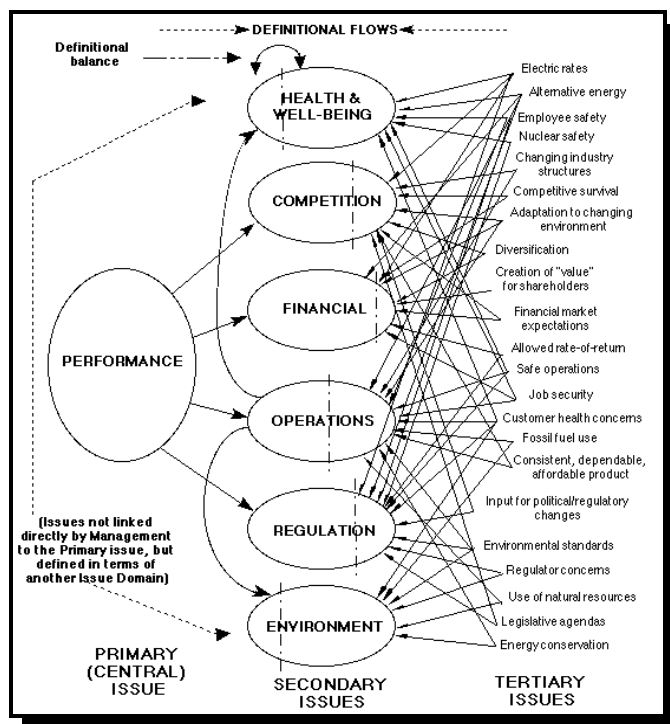 DEFINITIONAL FLOWS
Definitional
balance
HEALTH &
WELL-BEING
COMPETITION
FINANCIAL
PERFORMANCE
OPERATIONS
REGULATION
ENVIRONMENT
(Issues not linked
directly by Management
to the Primary issue, but
defined in terms of
another Issue Domain)
Electric rates
Alternative energy
Employee safety
Nuclear safety
Changing industry
structures
Competitive survival
Adaptation to changing
environment
Diversification
Creation of "value"
for shareholders
Financial market
expectations
Allowed rate-of-return
Safe operations
Job security
Customer health concerns
Fossil fuel use
Consistent, dependable,
affordable product
Input for political/regulatory
changes
Environmental standards
Regulator concerns
Use of natural resources
Legislative agendas
Energy conservation
PRIMARY
(CENTRAL)
ISSUE
SECONDARY
ISSUES
TERTIARY
ISSUES